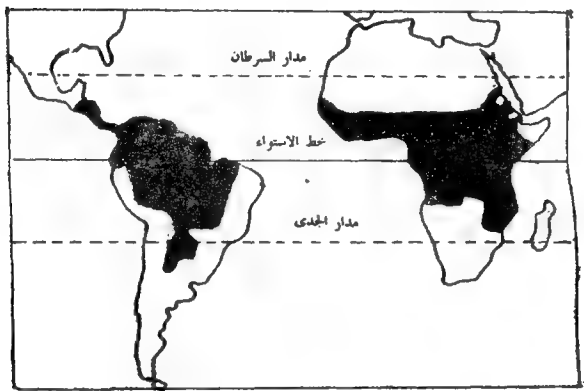 مدار السرطان
خط الاستواء
مدار الجدى